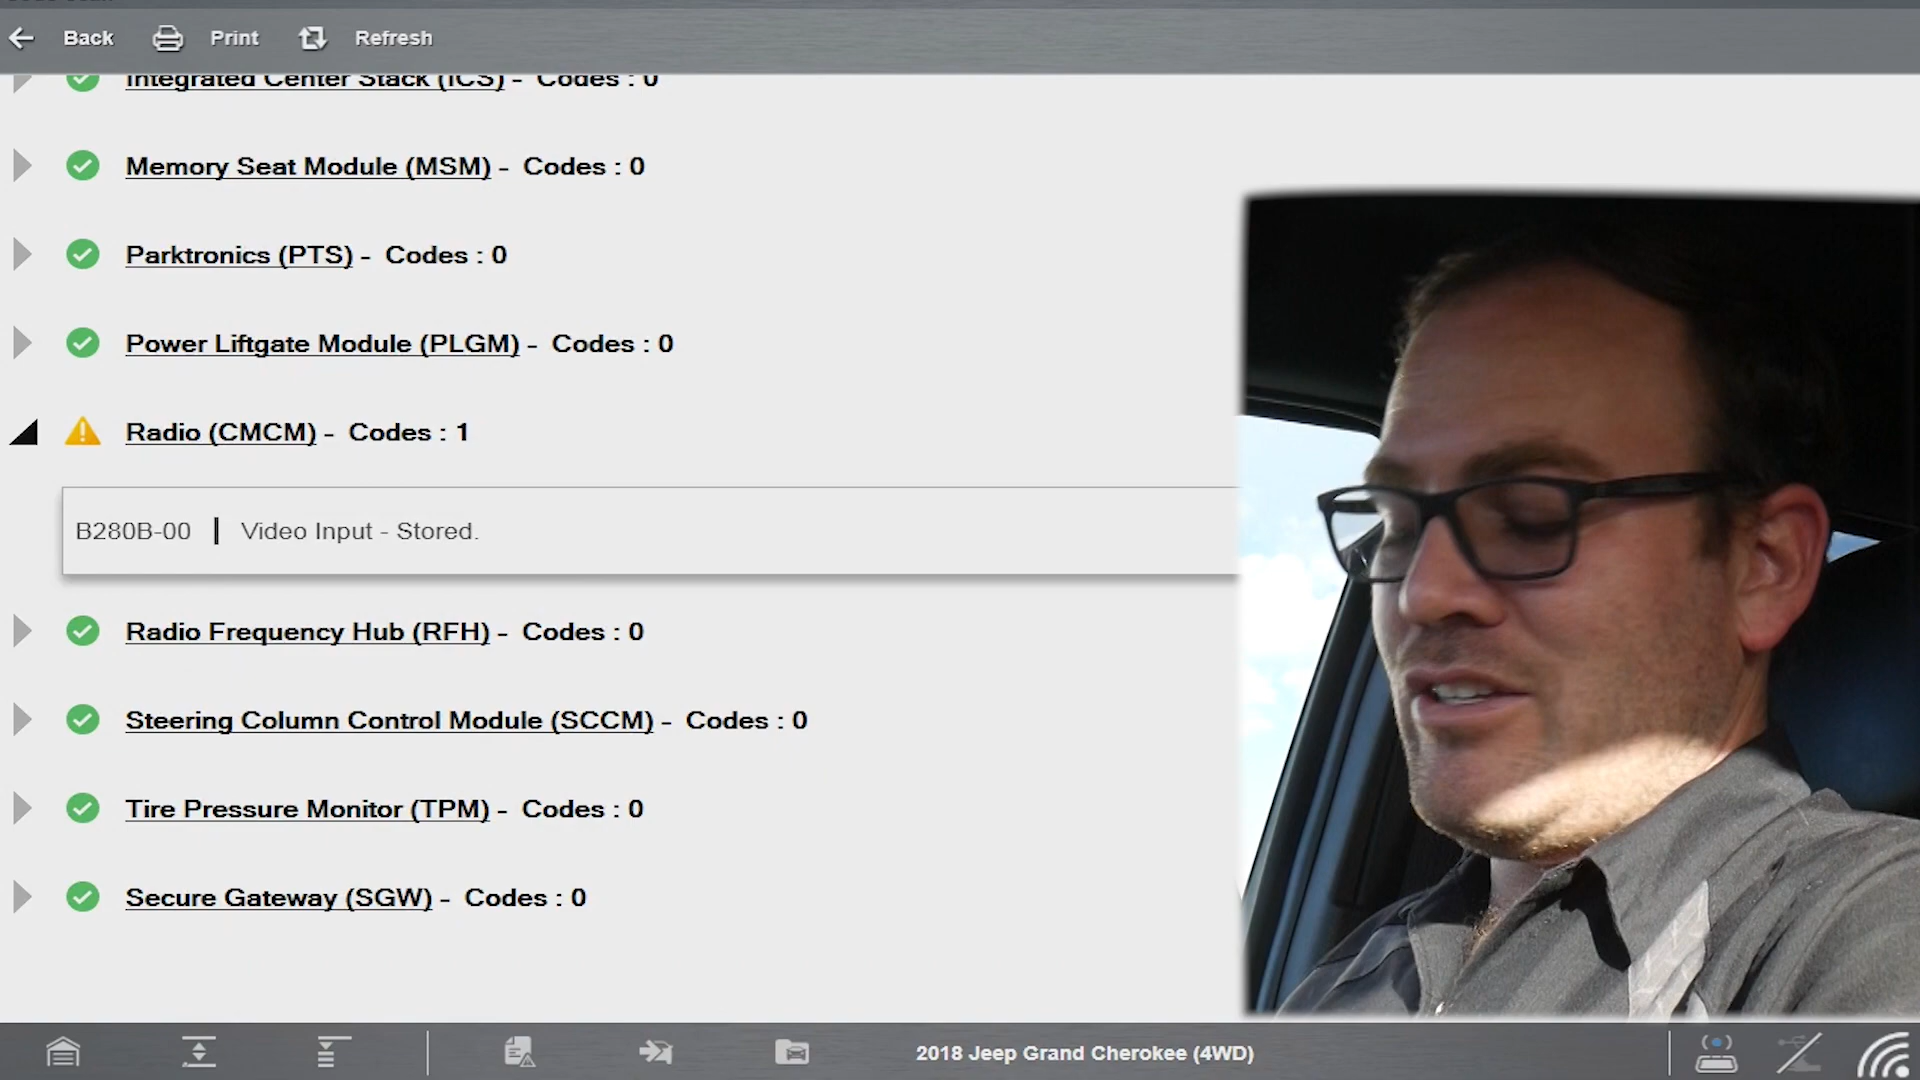 Back Print Refresh
Integrated Center Stack (ICS) - Codes : 0
Memory Seat Module (MSM) - Codes : 0
Parktronics (PTS) - Codes : 0
Power Liftgate Module (PLGM) - Codes : 0
Radio (CMCM) - Codes : 1
B280B-00 | Video Input - Stored.
Radio Frequency Hub (RFH) - Codes : 0
Steering Column Control Module (SCCM) - Codes : 0
Tire Pressure Monitor (TPM) - Codes : 0
Secure Gateway (SGW) - Codes : 0
2018 Jeep Grand Cherokee (4WD)